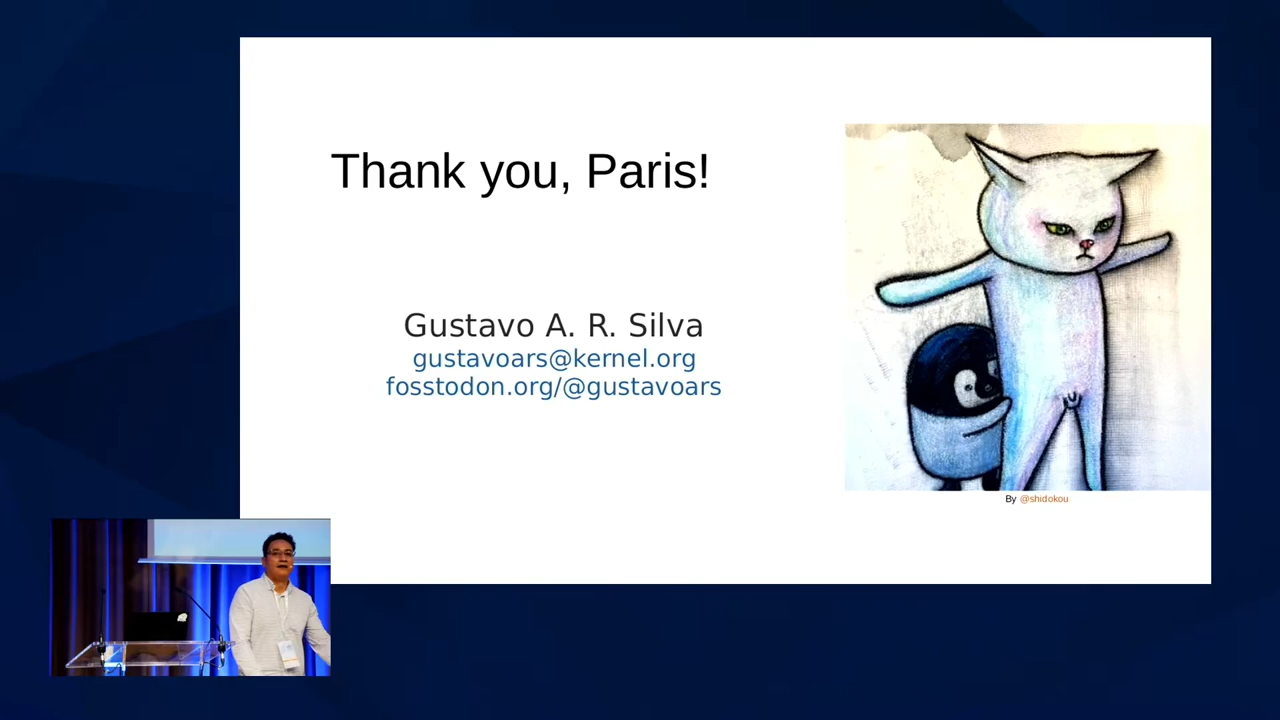 Thank you, Paris!
Gustavo A. R. Silva
gustavoars@kernel.org
fosstodon.org/@gustavoars
By @shidokou